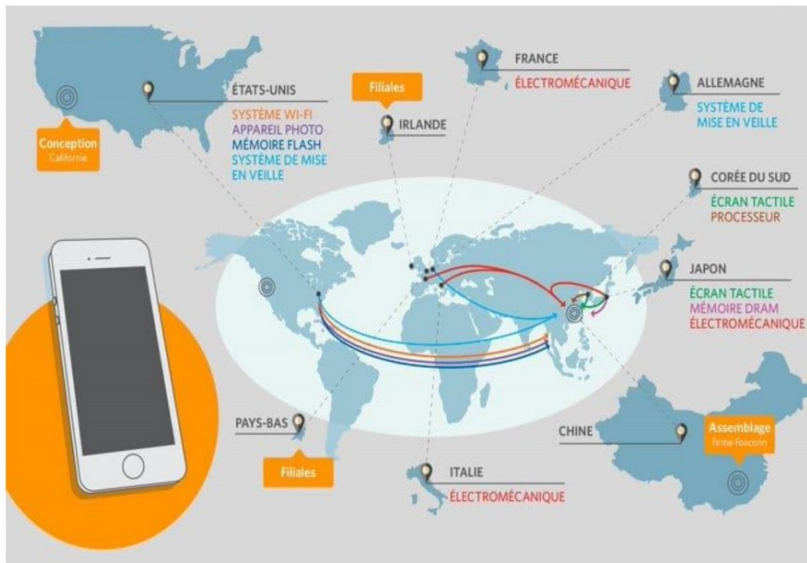 ÉTATS-UNIS
SYSTÈME WI-FI
APPAREIL PHOTO
MÉMOIRE FLASH
SYSTÈME DE MISE
EN VEILLE
Conception
Californie
Filiales
IRLANDE
FRANCE
ÉLECTROMÉCANIQUE
ALLEMAGNE
SYSTÈME DE
MISE EN VEILLE
CORÉE DU SUD
ÉCRAN TACTILE
PROCESSEUR
JAPON
ÉCRAN TACTILE
MÉMOIRE DRAM
ÉLECTROMÉCANIQUE
PAYS-BAS
Filiales
ITALIE
ÉLECTROMÉCANIQUE
CHINE
Assemblage
firme Foxconn